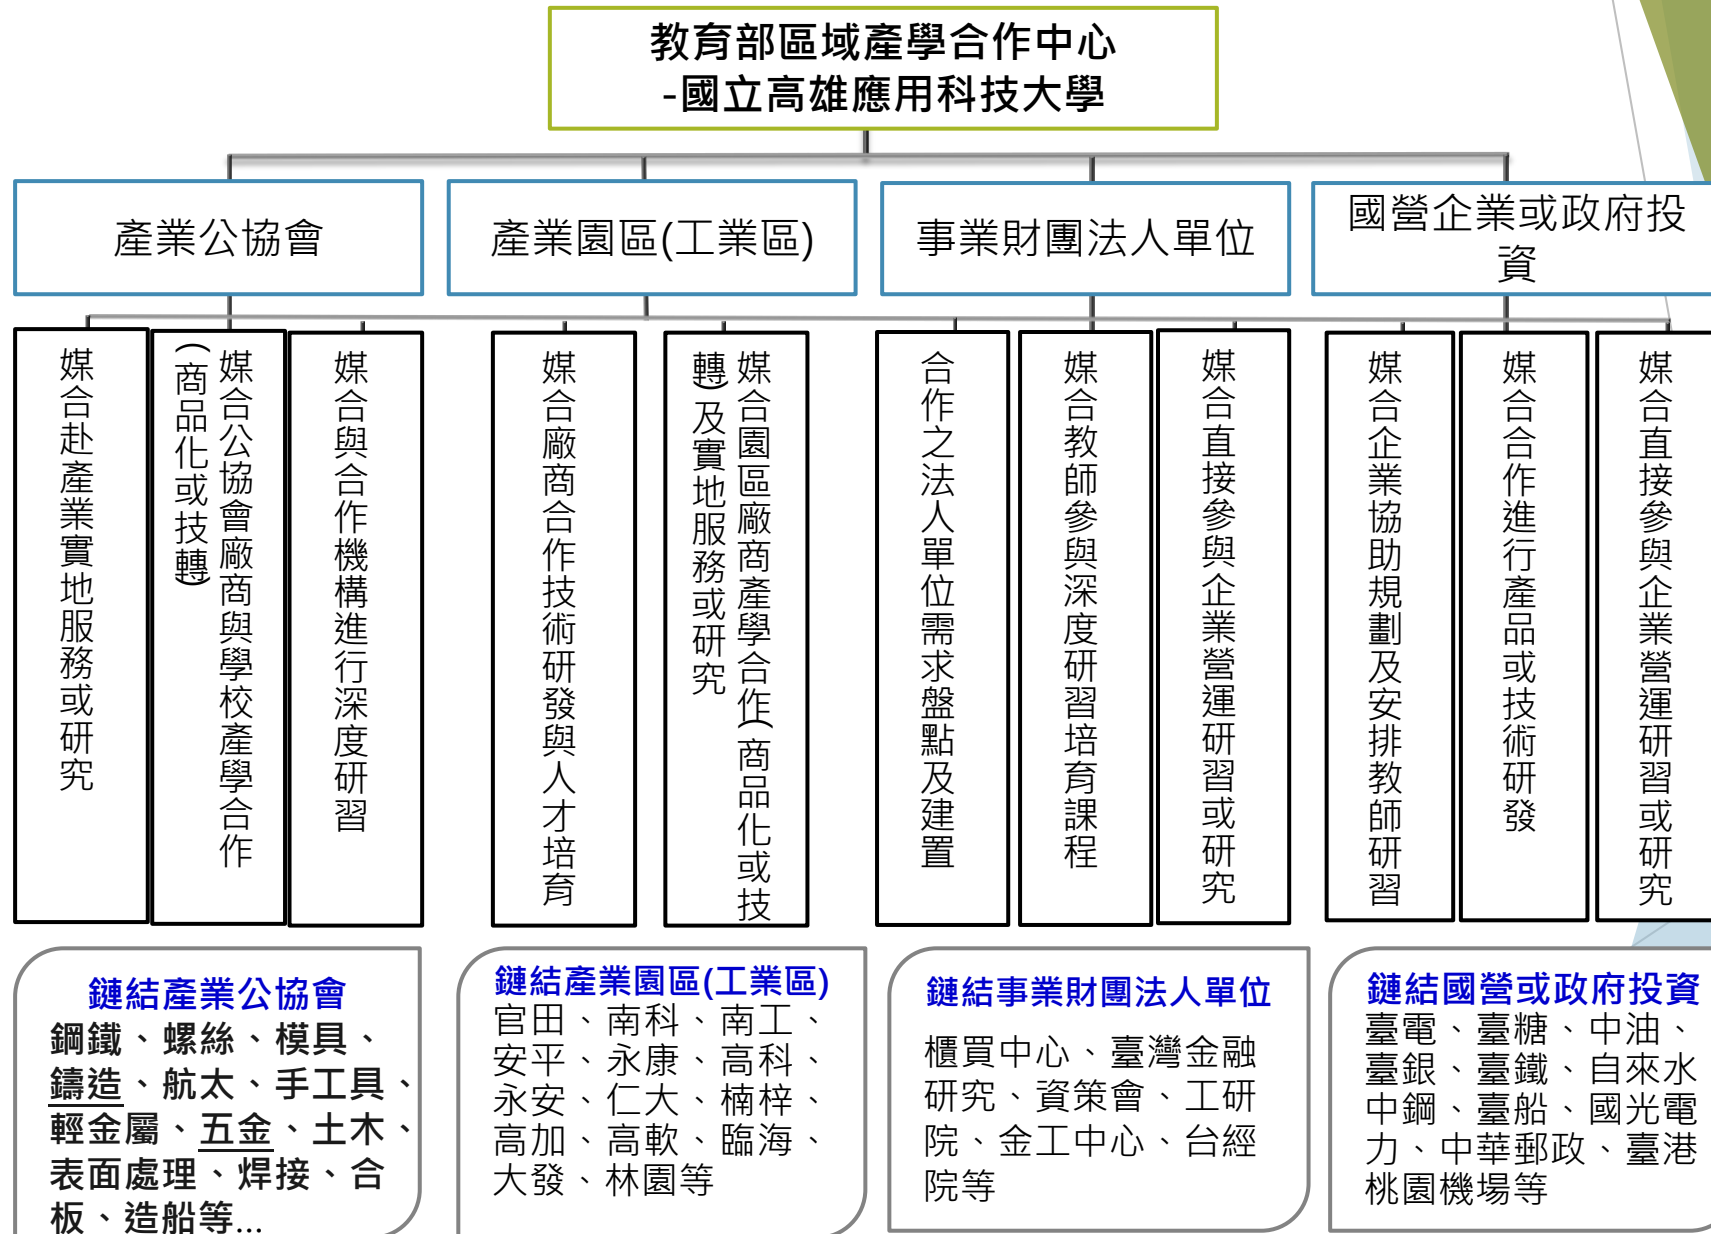 教育部區域產學合作中心
-國立高雄應用科技大學
產業公協會
產業園區(工業區)
事業財團法人單位
國營企業或政府投
資
媒合赴產業實地服務或研究
媒合公協會廠商與學校產學合作
(商品化或技轉)
媒合與合作機構進行深度研習
媒合廠商合作技術研發與人才培育
媒合園區廠商產學合作(商品化或技
轉)及實地服務或研究
合作之法人單位需求盤點及建置
媒合教師參與深度研習培育課程
媒合直接參與企業營運研習或研究
媒合企業協助規劃及安排教師研習
媒合合作進行產品或技術研發
媒合直接參與企業營運研習或研究
鏈結產業公協會
鋼鐵、螺絲、模具、
鑄造、航太、手工具、
輕金屬、五金、土木、
表面處理、焊接、合
板、造船等...
鏈結產業園區(工業區)
官田、南科、南工、
安平、永康、高科、
永安、仁大、楠梓、
高加、高軟、臨海、
大發、林園等
鏈結事業財團法人單位
櫃買中心、臺灣金融
研究、資策會、工研
院、金工中心、台經
院等
鏈結國營或政府投資
臺電、臺糖、中油、
臺銀、臺鐵、自來水
中鋼、臺船、國光電
力、中華郵政、臺港
桃園機場等